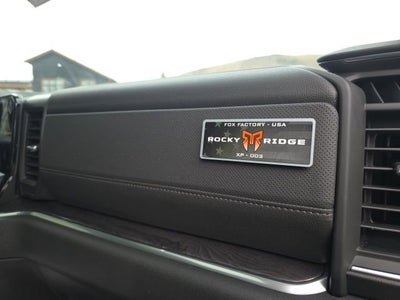 FOX FACTORY - USA
ROCKY RIDGE
XP - 003